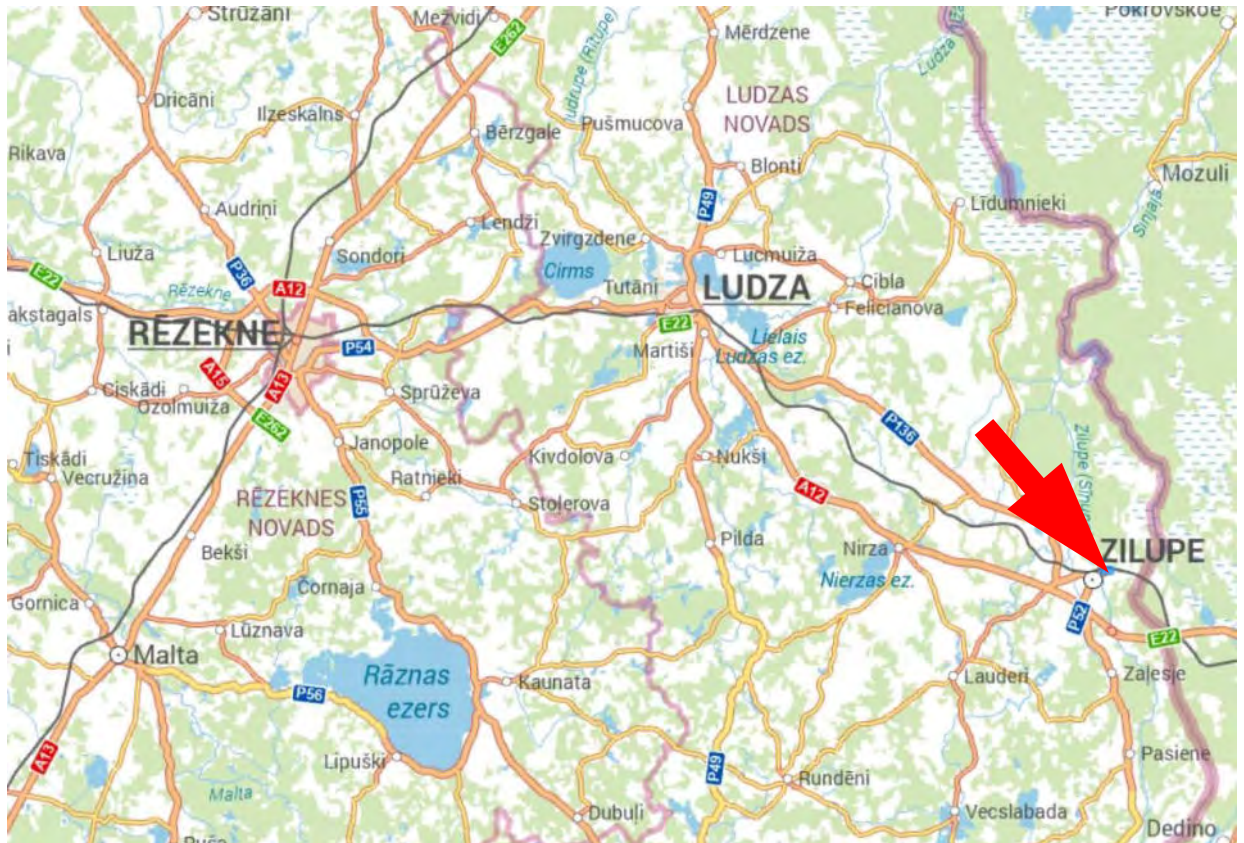 Strūžāni
Mežvidi
Pokrovskoe
E262
Mērdzene
Ludza
Dricāni
Ilzeskalns
LUDZAS
NOVADS
Bērzgale
Pušmucova
Rikava
Blonti
Mozuli
Sinjaja
Audriņi
P49
Līdumnieki
Lendži
Liuža
Sondori
Zvirgzdene
Lucmuiža
E22
P36
Cirms
Cibla
Rēzekne
A12
Tutāni
LUDZA
Felicianova
akstagals
RĒZEKNE
E22
P54
Martiši
Lielais
Ludzas ez.
A15
A13
Ciskādi
Ozolmuiža
Sprūževa
E262
P136
Janopole
Tiskādi
Vecružina
Ratnieki
Kivdolova
Nukši
RĒZEKNES
NOVADS
P55
Stoļerova
A12
Bekši
Pilda
Nirza
ZILUPE
Nierzas ez.
Čornaja
Gornica
Lūznava
P52
E22
Malta
Rāznas
ezers
Kaunata
Lauderi
Zaļesje
P56
A13
Lipuški
P49
Rundēni
Pasiene
Malta
Dubuļi
Vecslabada
Dedino